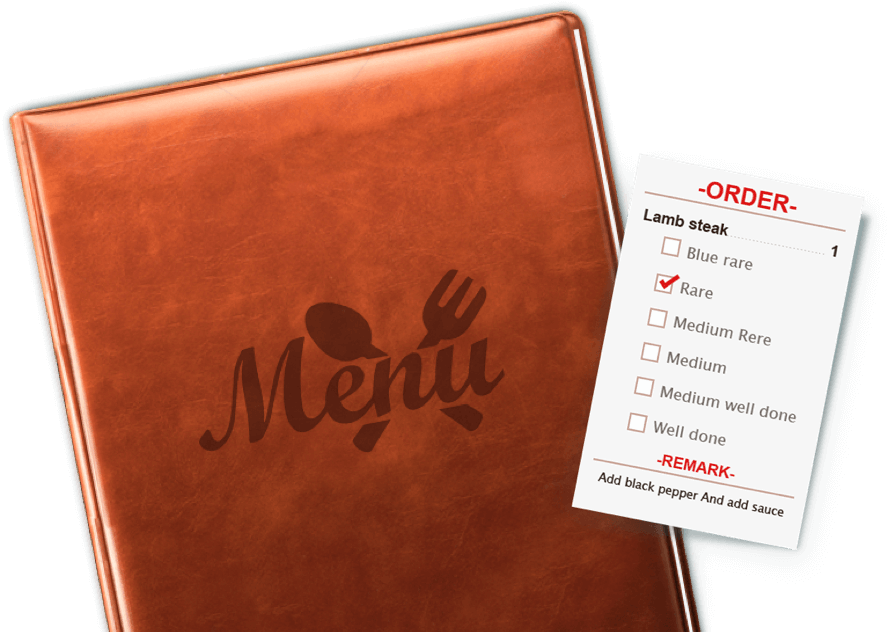 Menu
-ORDER-
Lamb steak 1
Blue rare
Rare
Medium Rere
Medium
Medium well done
Well done
-REMARK-
Add black pepper And add sauce